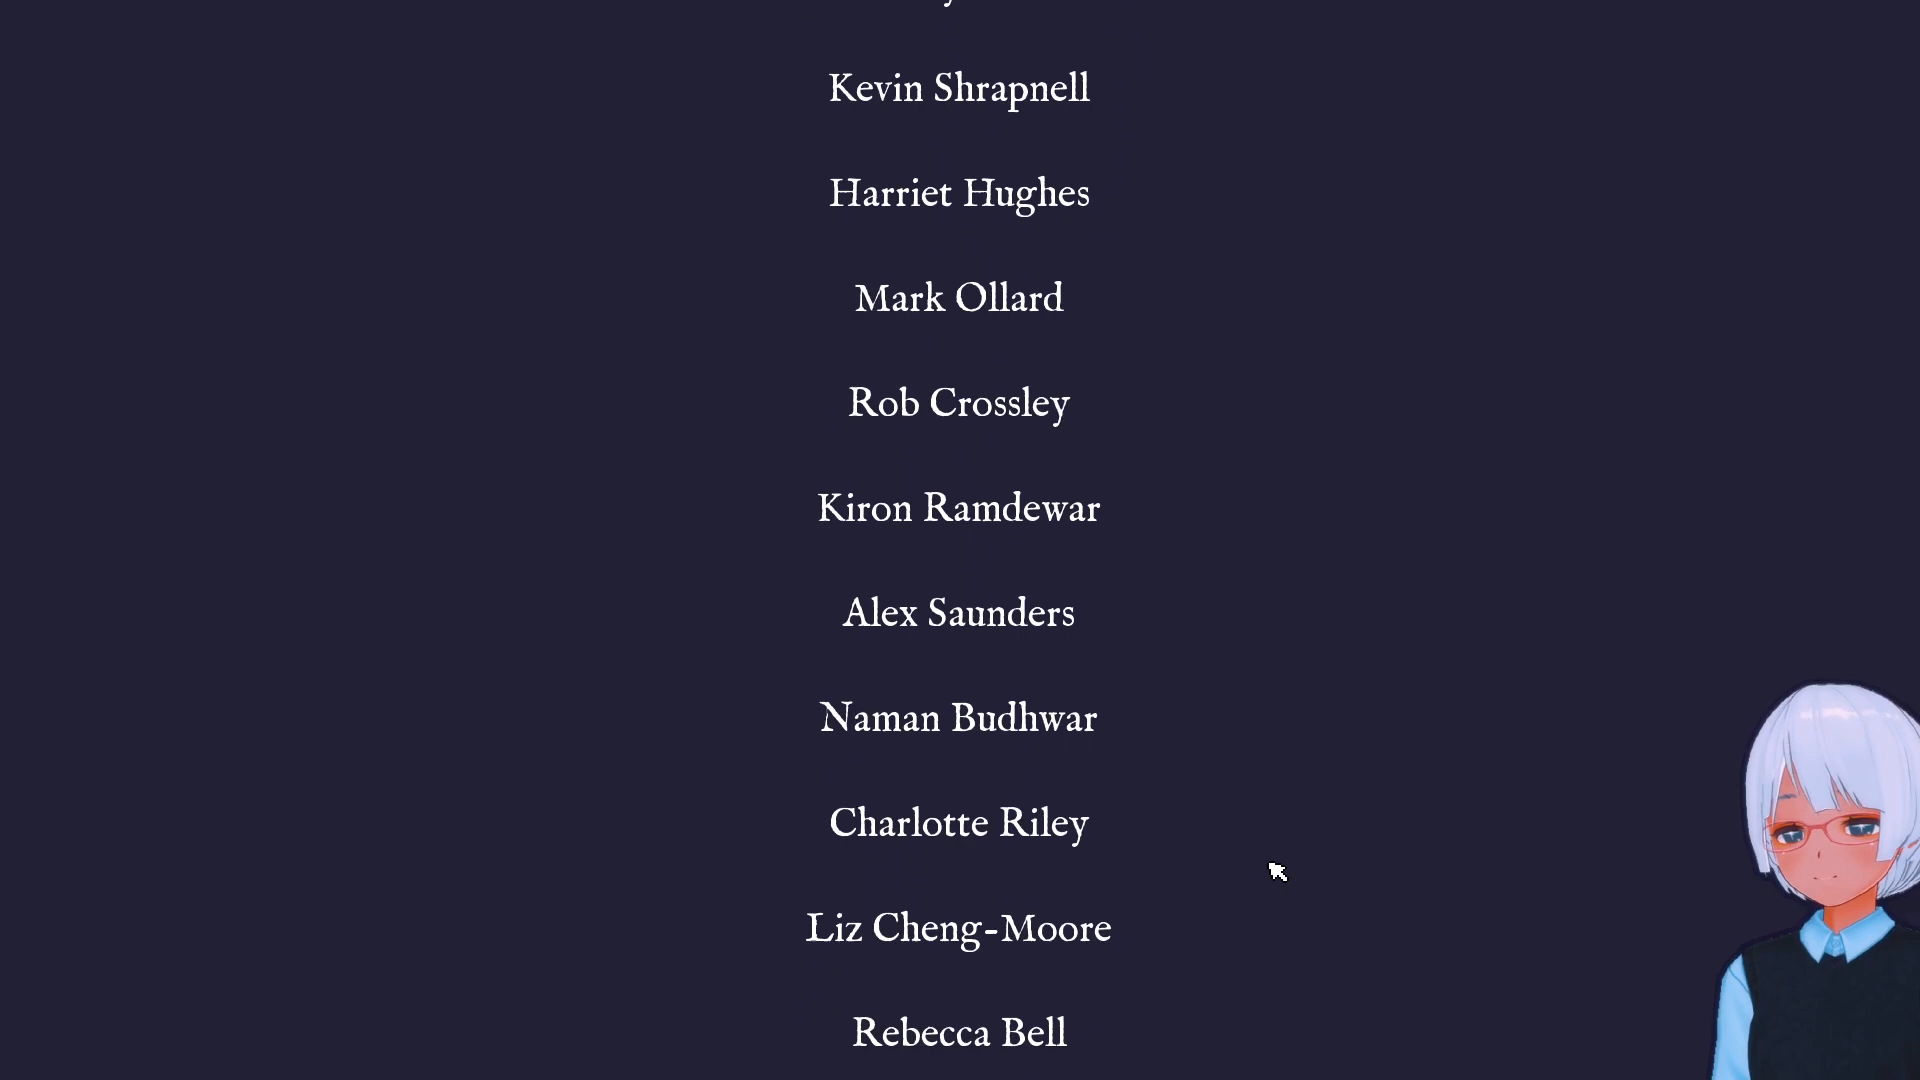 Kevin Shrapnell
Harriet Hughes
Mark Ollard
Rob Crossley
Kiron Ramdewar
Alex Saunders
Naman Budhwar
Charlotte Riley
Liz Cheng-Moore
Rebecca Bell